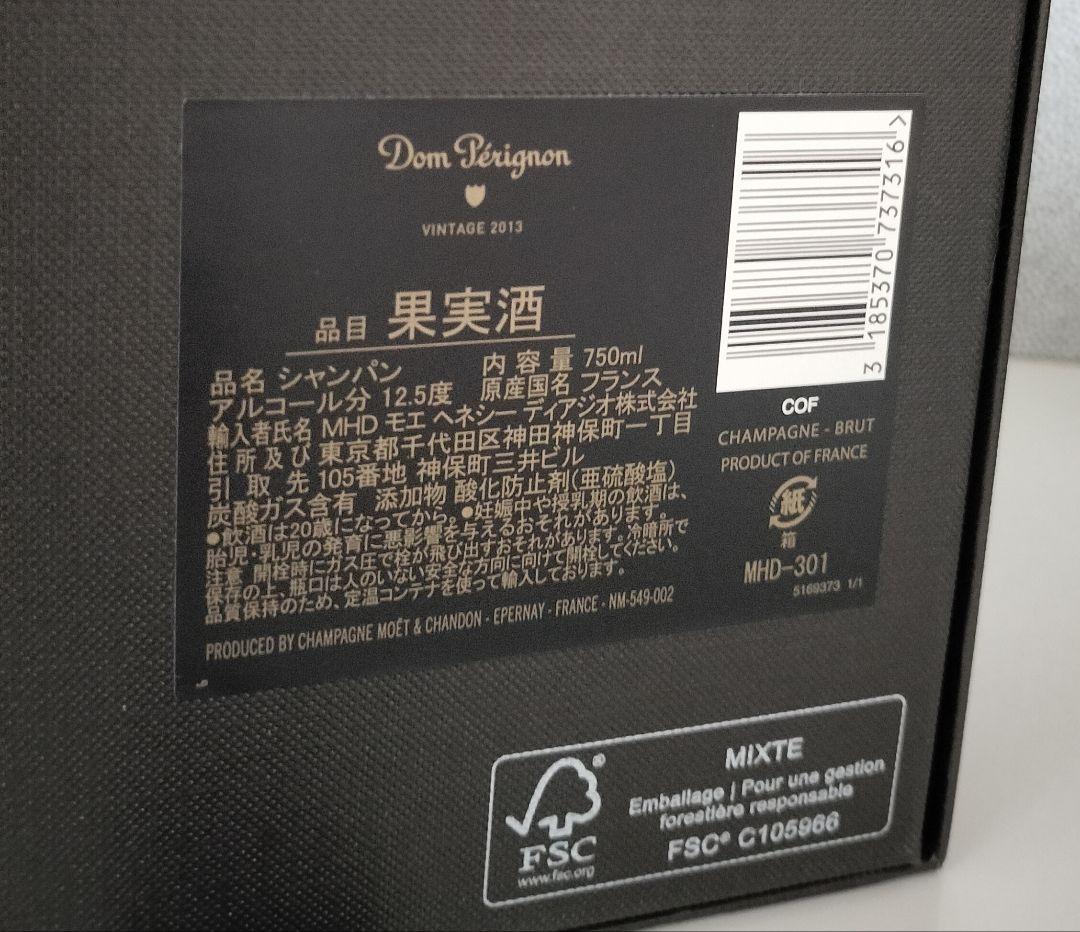 Dom Pérignon
VINTAGE 2013
品目 果実酒
品名 シャンパン 内容量 750ml
アルコール分 12.5度 原産国名 フランス
輸入者氏名 MHD モエ ヘネシー ディアジオ株式会社
住所及び 東京都千代田区神田神保町一丁目
引取先 105番地 神保町三井ビル
炭酸ガス含有 添加物 酸化防止剤(亜硫酸塩)
●飲酒は20歳になってから。●妊娠中や授乳期の飲酒は、
胎児・乳児の発育に悪影響を与えるおそれがあります。
注意 開栓時にガス圧で栓が飛び出すおそれがあります。冷暗所で
保存の上、瓶口は人のいない安全な方向に向けて開栓してください。
品質保持のため、定温コンテナを使って輸入しております。
PRODUCED BY CHAMPAGNE MOËT & CHANDON - EPERNAY - FRANCE - NM-549-002
3 185370 737316 >
COF
CHAMPAGNE - BRUT
PRODUCT OF FRANCE
紙
箱
MHD-301
5169373 1/1
FSC®
www.fsc.org
MIXTE
Emballage | Pour une gestion
forestière responsable
FSC® C105966